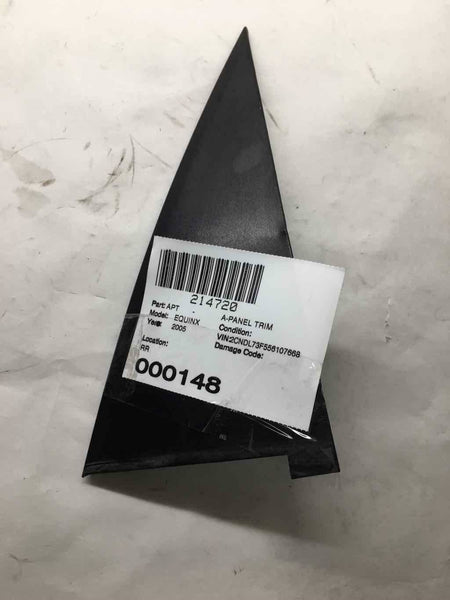 214720
Part: APT A-PANEL TRIM
Model: EQUINX Condition:
Year: 2005 VIN:2CNDL73F556107668
Damage Code:
Location:
RR
000148